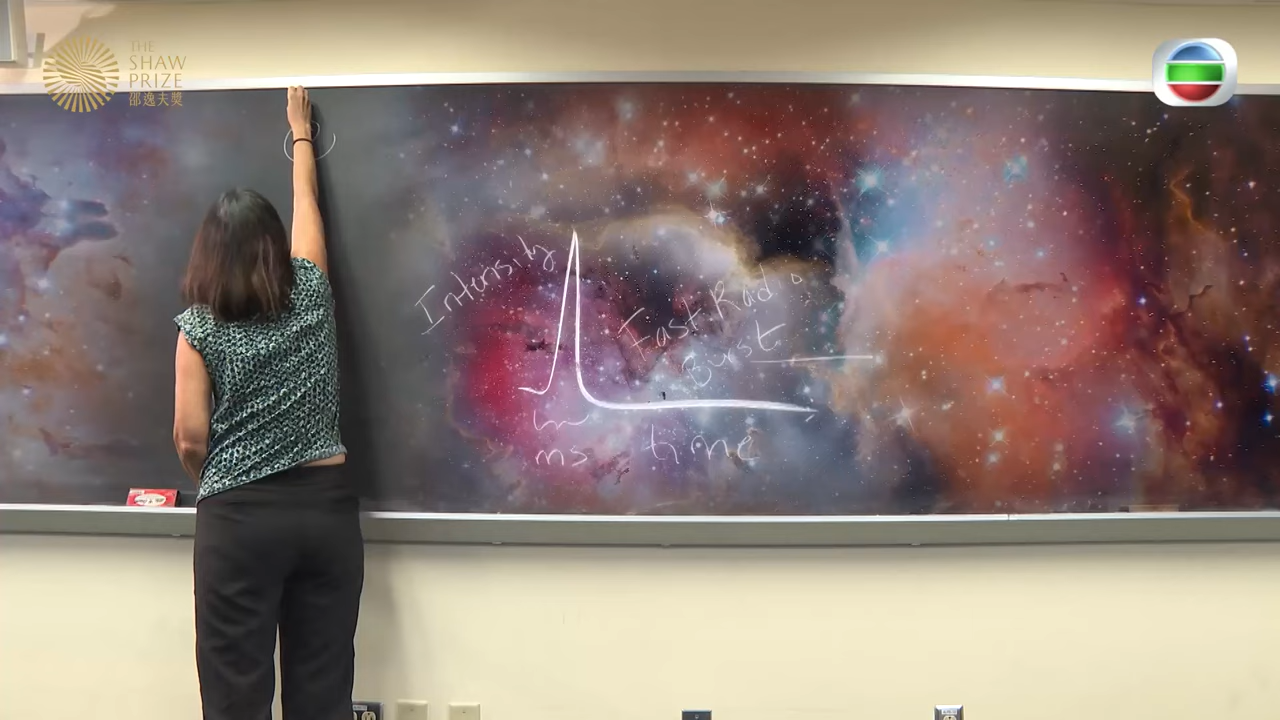 THE
SHAW
PRIZE
邵逸夫獎
Intensity
Fast Radio
Burst
ms time